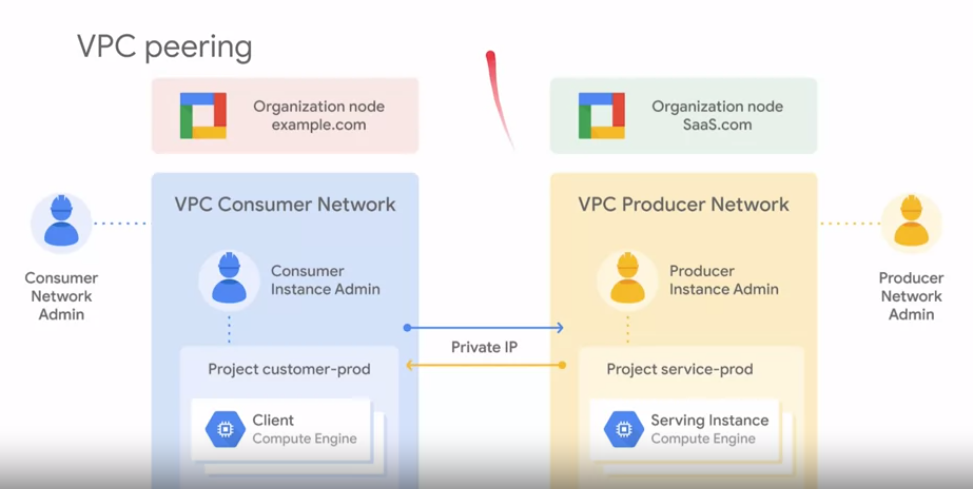 VPC peering
Organization node
example.com
Organization node
SaaS.com
VPC Consumer Network
VPC Producer Network
Consumer
Network
Admin
Consumer
Instance Admin
Producer
Instance Admin
Producer
Network
Admin
Private IP
Project customer-prod
Project service-prod
Client
Compute Engine
Serving Instance
Compute Engine